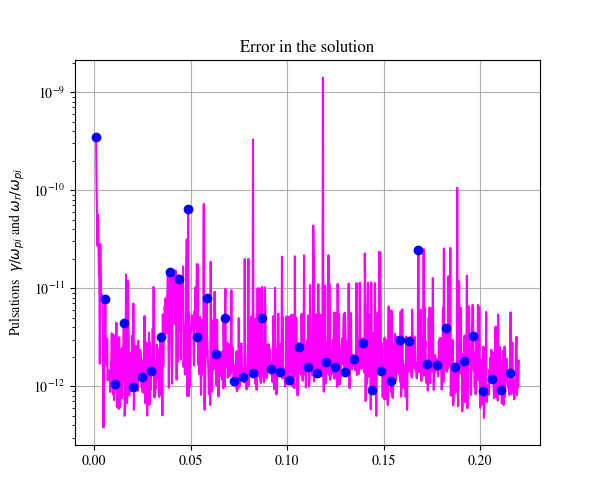 Error in the solution
Pulsations γ/ω_pi and ω_r/ω_pi
10⁻⁹
10⁻¹⁰
10⁻¹¹
10⁻¹²
0.00 0.05 0.10 0.15 0.20